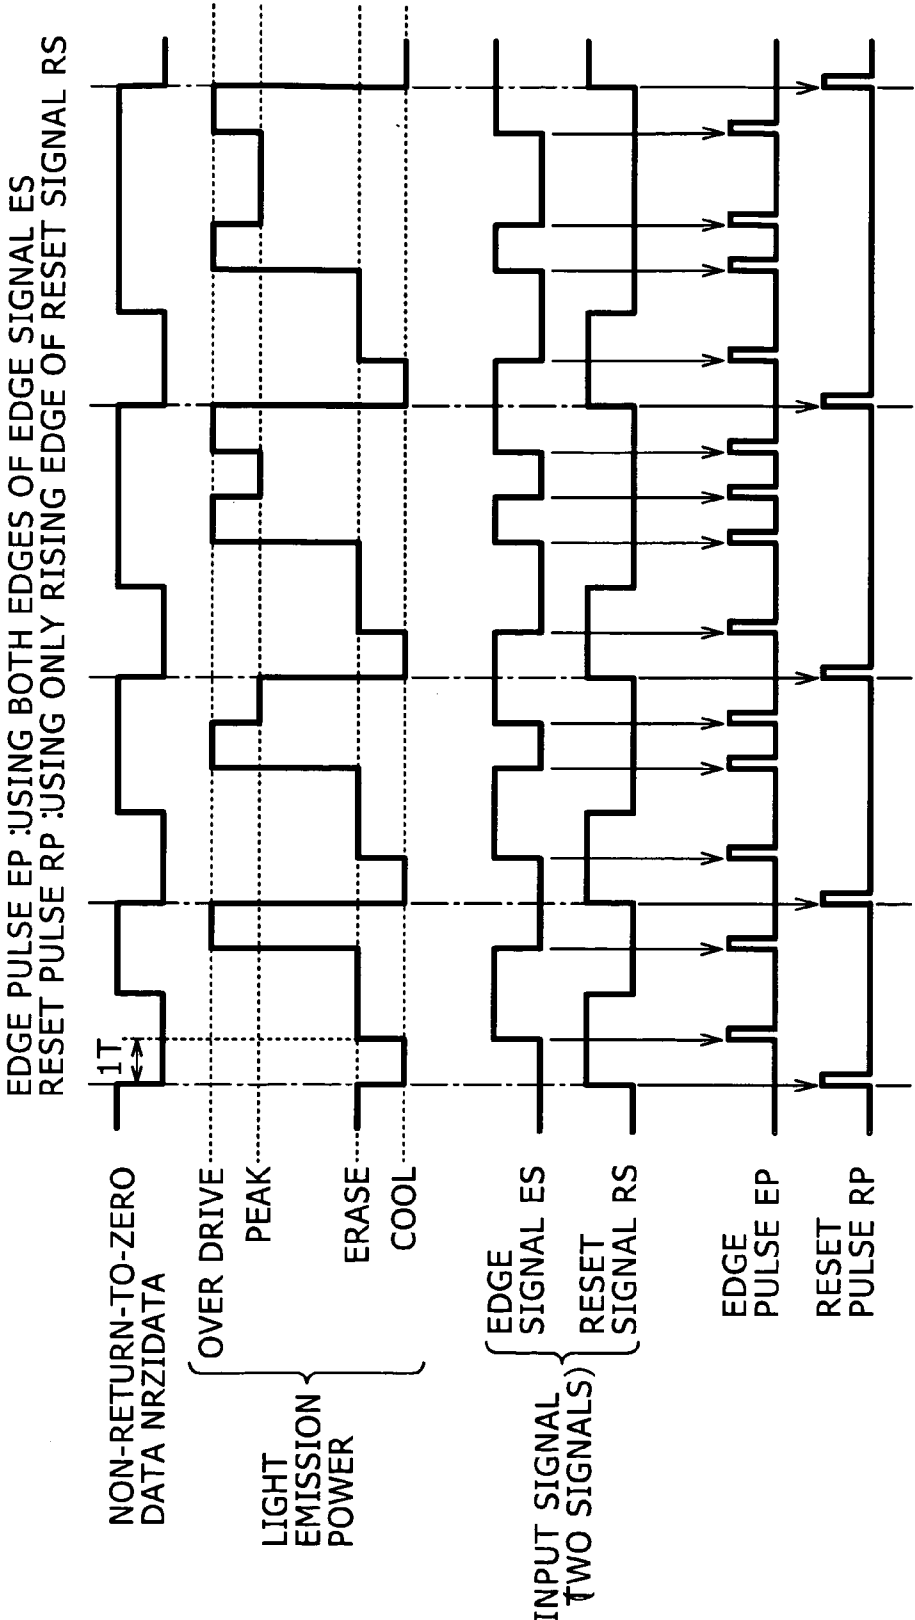 EDGE PULSE EP :USING BOTH EDGES OF EDGE SIGNAL ES
RESET PULSE RP :USING ONLY RISING EDGE OF RESET SIGNAL RS
1T
NON-RETURN-TO-ZERO
DATA NRZIDATA
LIGHT
EMISSION
POWER
OVER DRIVE
PEAK
ERASE
COOL
INPUT SIGNAL
(TWO SIGNALS)
EDGE
SIGNAL ES
RESET
SIGNAL RS
EDGE
PULSE EP
RESET
PULSE RP